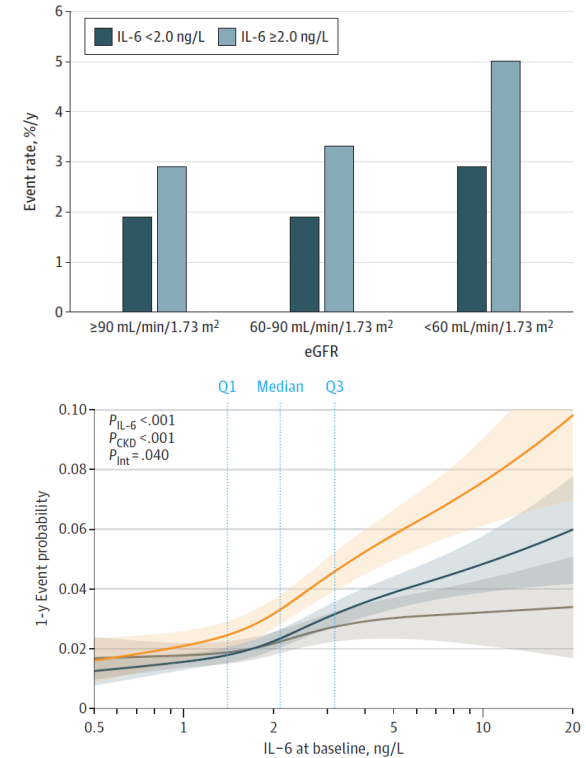 6
5
4
3
2
1
0
Event rate, %/y
IL-6 <2.0 ng/L IL-6 ≥2.0 ng/L
≥90 mL/min/1.73 m² 60-90 mL/min/1.73 m² <60 mL/min/1.73 m²
eGFR
Q1 Median Q3
0.10
0.08
0.06
0.04
0.02
0
1-y Event probability
P_IL-6 <.001
P_CKD <.001
P_Int = .040
0.5 1 2 5 10 20
IL-6 at baseline, ng/L